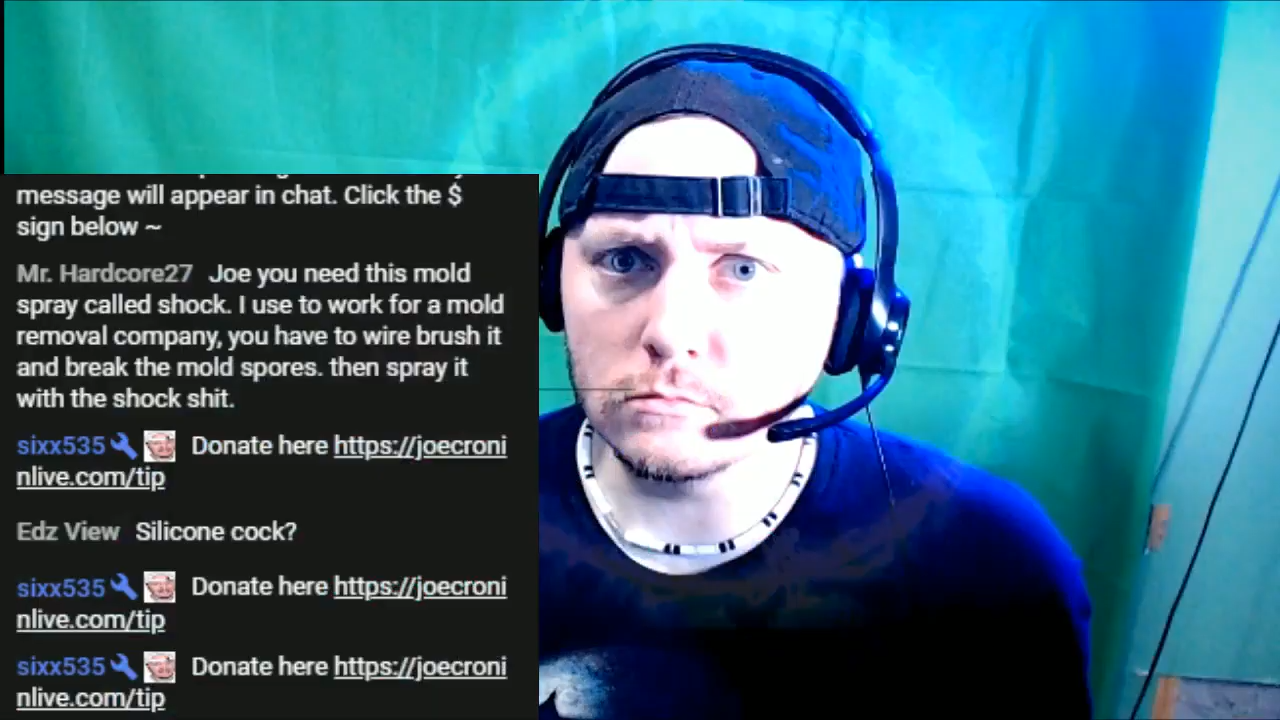 message will appear in chat. Click the $
sign below ~
Mr. Hardcore27 Joe you need this mold
spray called shock. I use to work for a mold
removal company, you have to wire brush it
and break the mold spores. then spray it
with the shock shit.
sixx535 Donate here https://joecroni
nlive.com/tip
Edz View Silicone cock?
sixx535 Donate here https://joecroni
nlive.com/tip
sixx535 Donate here https://joecroni
nlive.com/tip